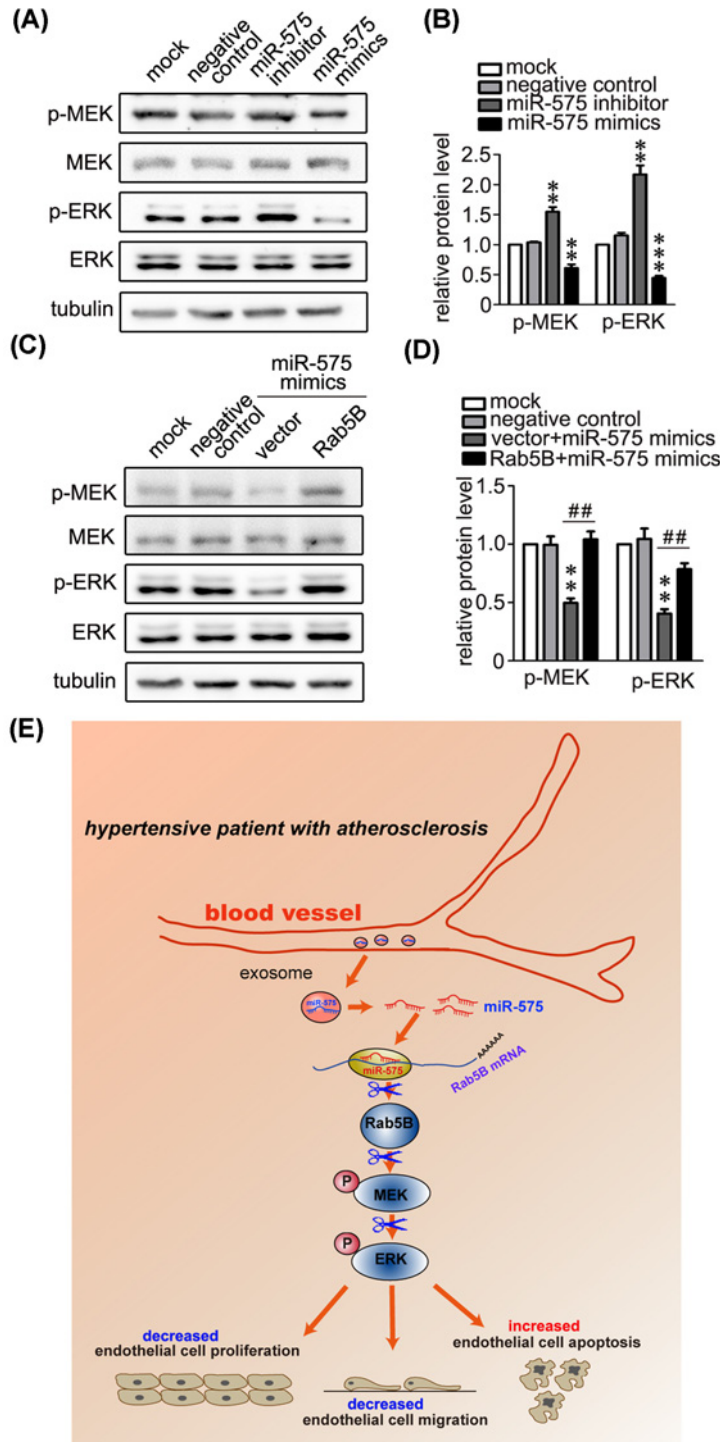 (A)
mock
negative
control
miR-575
inhibitor
miR-575
mimics
p-MEK
MEK
p-ERK
ERK
tubulin
(B)
mock
negative control
miR-575 inhibitor
miR-575 mimics
relative protein level
2.5
2.0
1.5
1.0
0.5
0
**
**
**
***
p-MEK
p-ERK
(C)
miR-575
mimics
mock
negative
control
vector
Rab5B
p-MEK
MEK
p-ERK
ERK
tubulin
(D)
mock
negative control
vector+miR-575 mimics
Rab5B+miR-575 mimics
relative protein level
1.5
1.0
0.5
0
##
**
##
**
p-MEK
p-ERK
(E)
hypertensive patient with atherosclerosis
blood vessel
exosome
miR-575
miR-575
AAAAAA
miR-575
Rab5B mRNA
Rab5B
P
MEK
P
ERK
decreased
endothelial cell proliferation
increased
endothelial cell apoptosis
decreased
endothelial cell migration